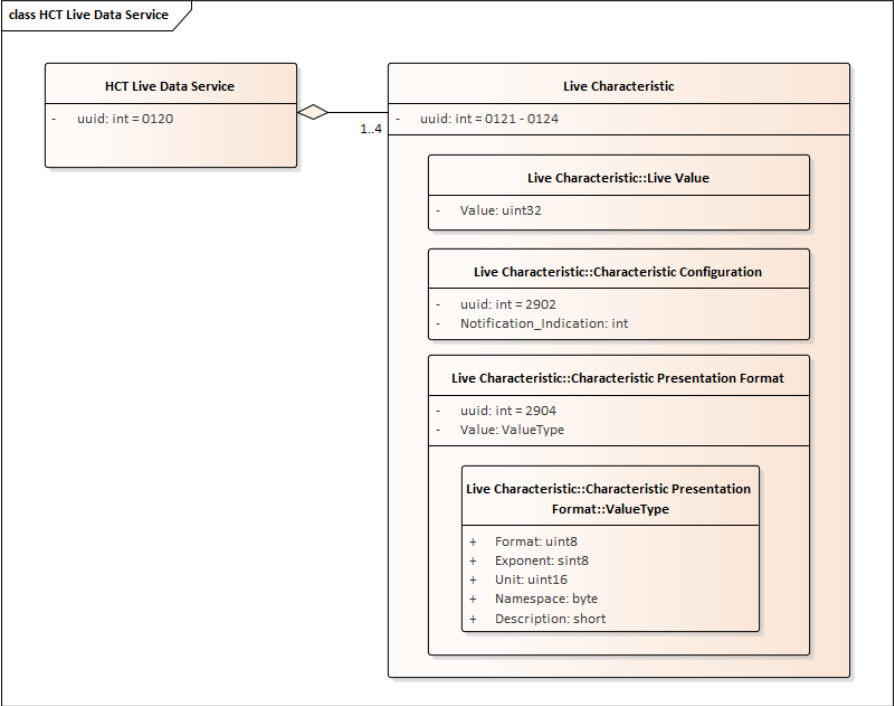 class HCT Live Data Service
HCT Live Data Service
- uuid: int = 0120
1..4
Live Characteristic
- uuid: int = 0121 - 0124
Live Characteristic::Live Value
- Value: uint32
Live Characteristic::Characteristic Configuration
- uuid: int = 2902
- Notification_Indication: int
Live Characteristic::Characteristic Presentation Format
- uuid: int = 2904
- Value: ValueType
Live Characteristic::Characteristic Presentation
Format::ValueType
+ Format: uint8
+ Exponent: sint8
+ Unit: uint16
+ Namespace: byte
+ Description: short